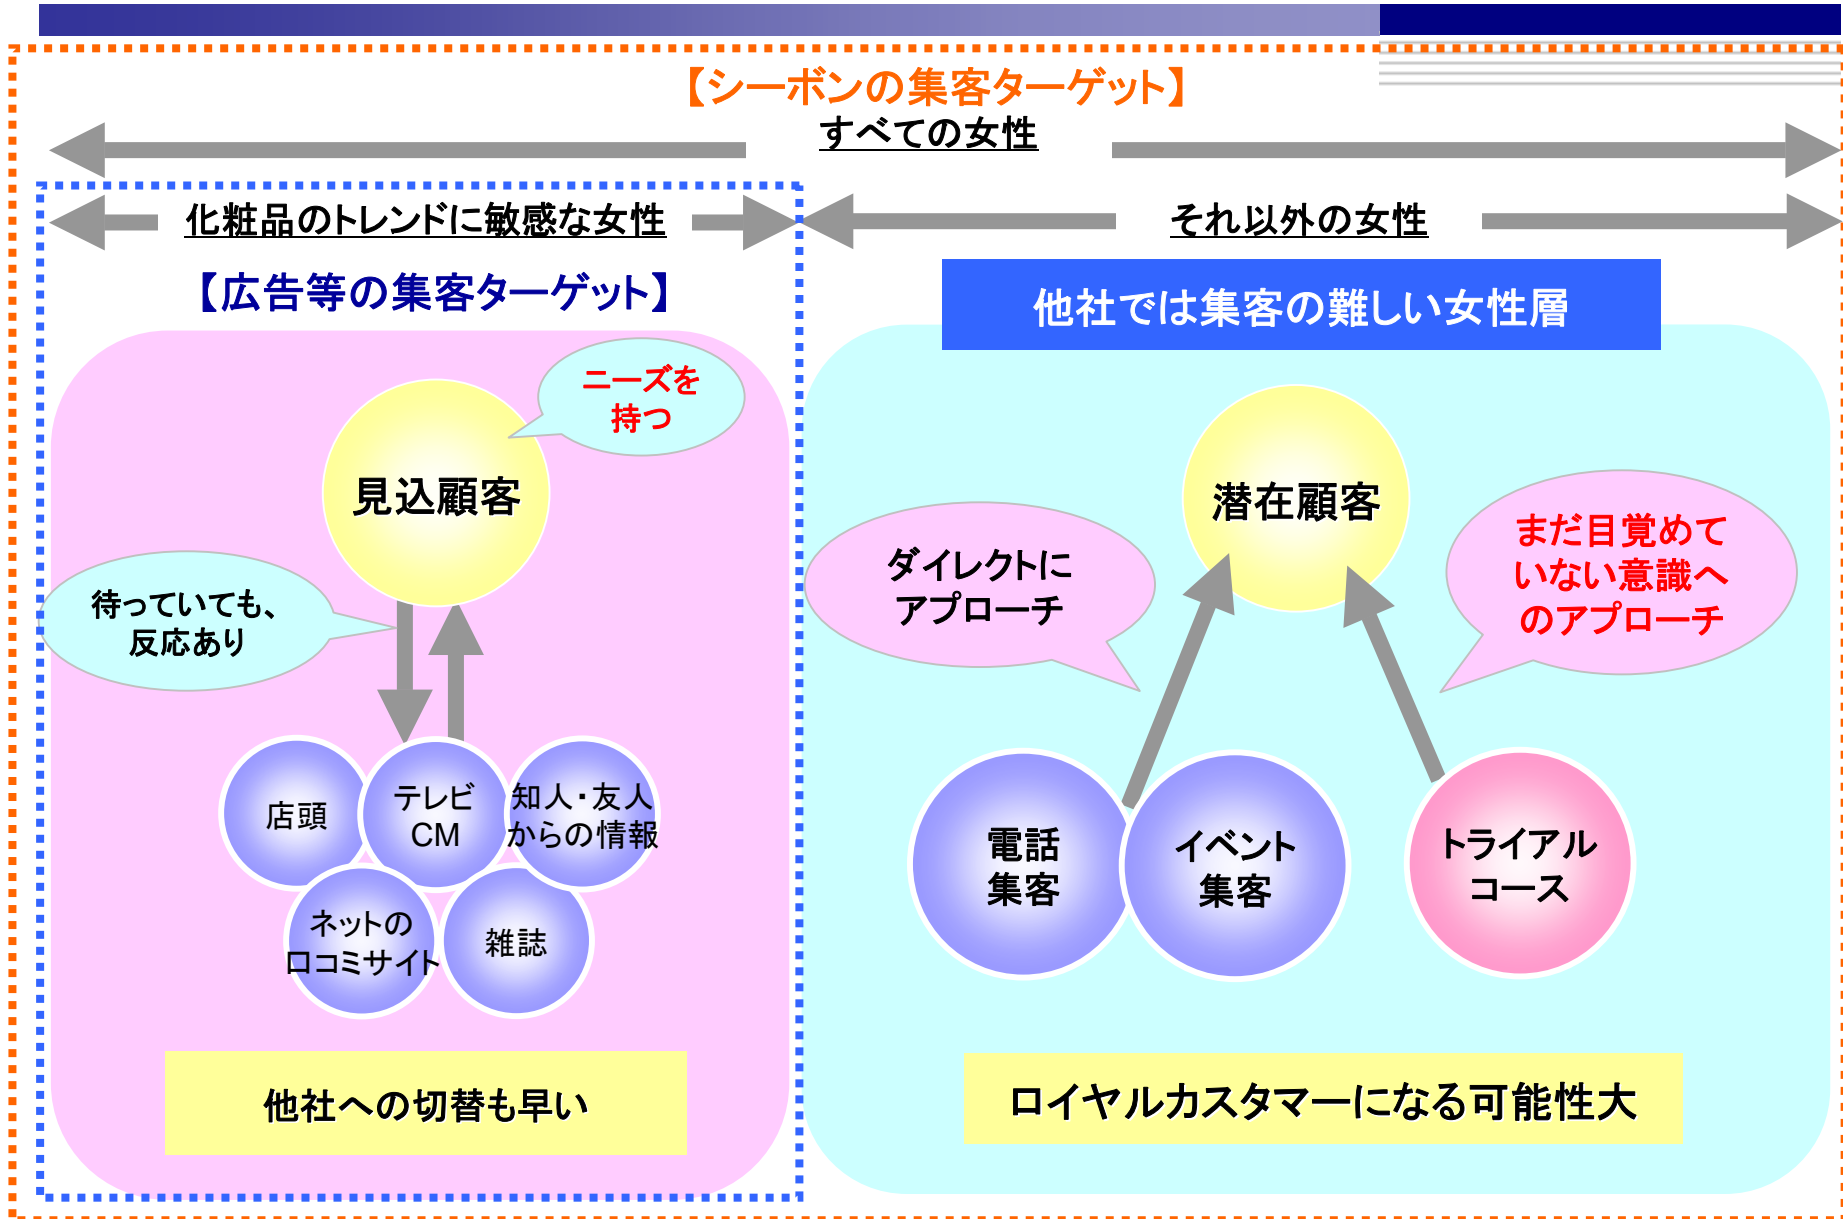 【シーボンの集客ターゲット】
すべての女性
化粧品のトレンドに敏感な女性
それ以外の女性
【広告等の集客ターゲット】
他社では集客の難しい女性層
ニーズを
持つ
見込顧客
待っていても、
反応あり
店頭
テレビ
CM
知人・友人
からの情報
ネットの
口コミサイト
雑誌
他社への切替も早い
潜在顧客
ダイレクトに
アプローチ
まだ目覚めて
いない意識へ
のアプローチ
電話
集客
イベント
集客
トライアル
コース
ロイヤルカスタマーになる可能性大